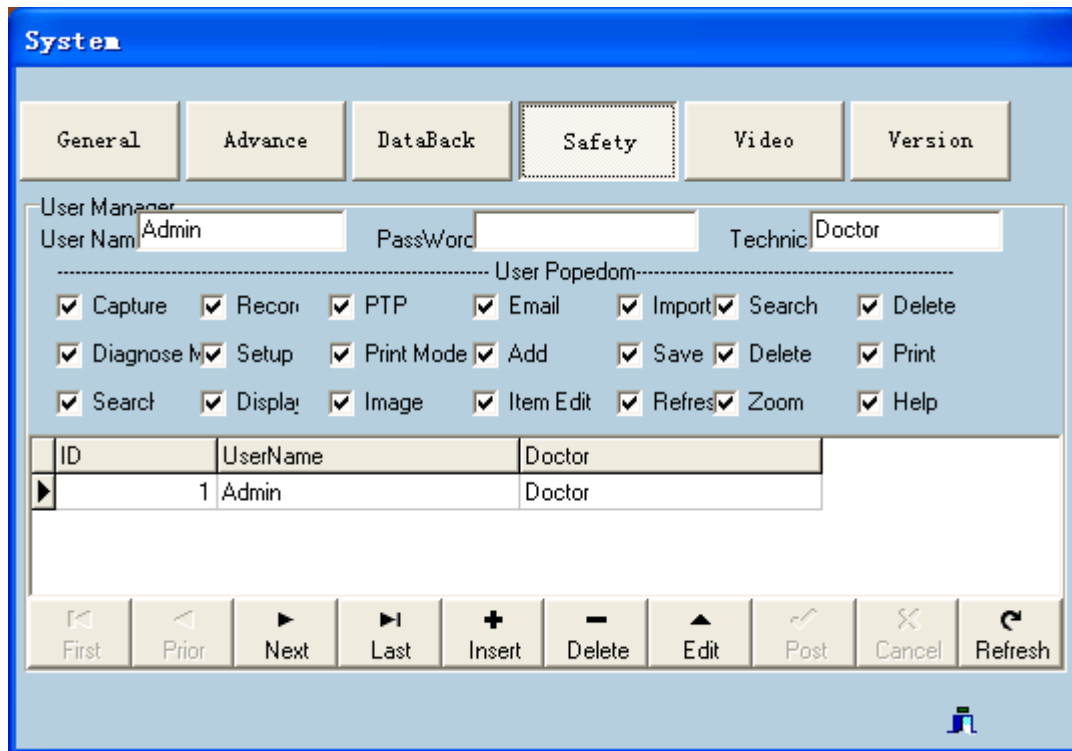 System
General Advance DataBack Safety Video Version
User Manager
User Nam Admin PassWord Technic Doctor
User Popedom
Capture Recor PTP Email Import Search Delete
Diagnose M Setup Print Mode Add Save Delete Print
Search Display Image Item Edit Refres Zoom Help
ID UserName Doctor
1 Admin Doctor
First Prior Next Last Insert Delete Edit Post Cancel Refresh